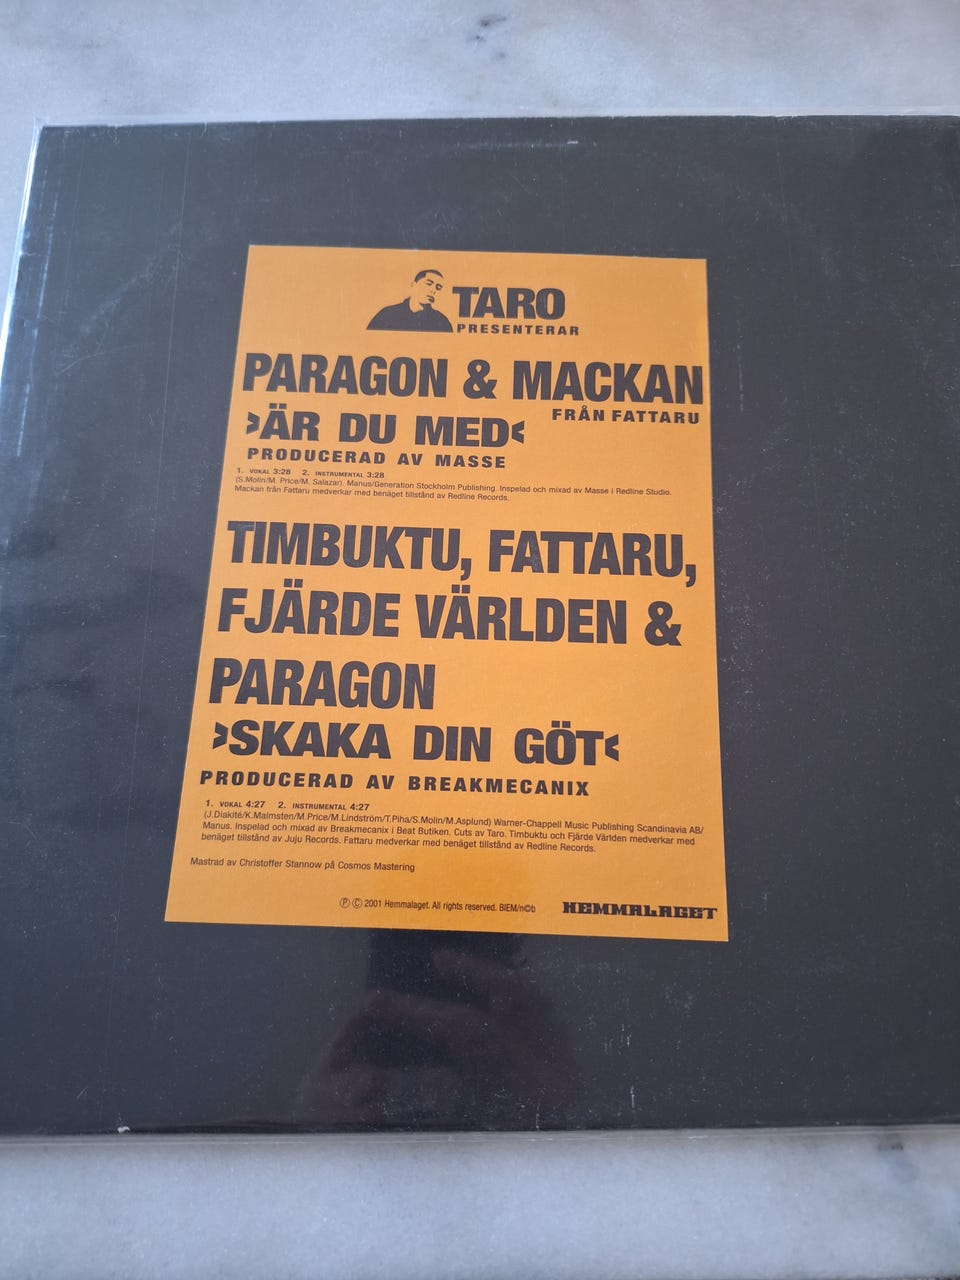 TARO
PRESENTERAR
PARAGON & MACKAN
FRÅN FATTARU
›ÄR DU MED‹
PRODUCERAD AV MASSE
1. VOKAL 3:28 2. INSTRUMENTAL 3:28
(S.Molin/M. Price/M. Salazar). Manus/Generation Stockholm Publishing. Inspelad och mixad av Masse i Redline Studio.
Mackan från Fattaru medverkar med benäget tillstånd av Redline Records.
TIMBUKTU, FATTARU,
FJÄRDE VÄRLDEN &
PARAGON
›SKAKA DIN GÖT‹
PRODUCERAD AV BREAKMECANIX
1. VOKAL 4:27 2. INSTRUMENTAL 4:27
(J.Diakité/K.Malmsten/M.Price/M.Lindström/T.Piha/S.Molin/M.Asplund) Warner-Chappell Music Publishing Scandinavia AB/
Manus. Inspelad och mixad av Breakmecanix i Beat Butiken. Cuts av Taro. Timbuktu och Fjärde Världen medverkar med
benäget tillstånd av Juju Records. Fattaru medverkar med benäget tillstånd av Redline Records.
Mastrad av Christoffer Stannow på Cosmos Mastering
Ⓟ Ⓒ 2001 Hemmalaget. All rights reserved. BIEM/n©b
HEMMALAGET